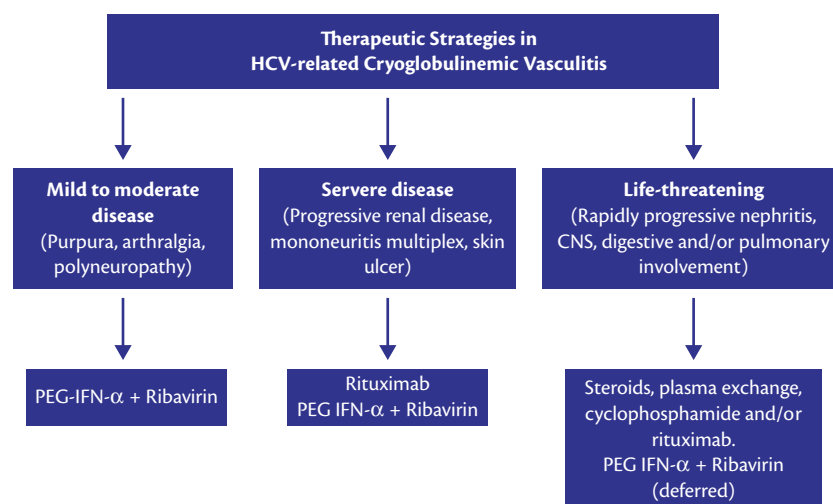 Therapeutic Strategies in
HCV-related Cryoglobulinemic Vasculitis
Mild to moderate
disease
(Purpura, arthralgia,
polyneuropathy)
Servere disease
(Progressive renal disease,
mononeuritis multiplex, skin
ulcer)
Life-threatening
(Rapidly progressive nephritis,
CNS, digestive and/or pulmonary
involvement)
PEG-IFN-α + Ribavirin
Rituximab
PEG IFN-α + Ribavirin
Steroids, plasma exchange,
cyclophosphamide and/or
rituximab.
PEG IFN-α + Ribavirin
(deferred)